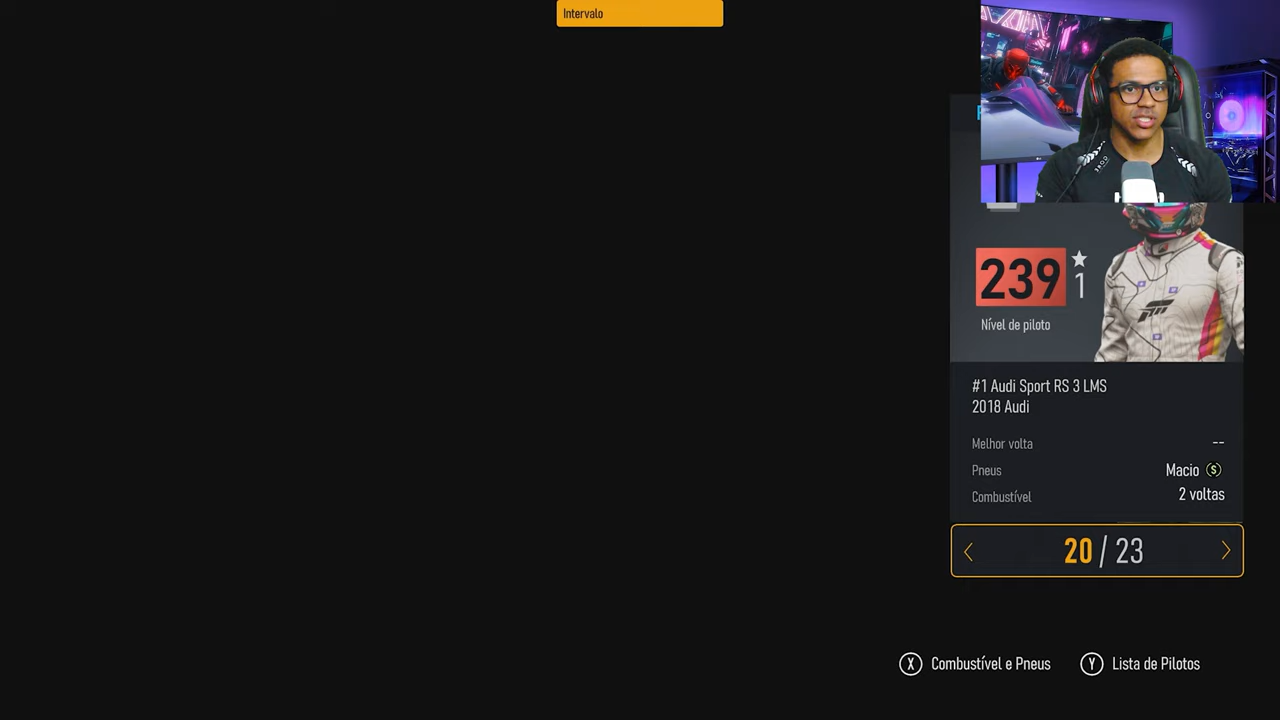 Intervalo
239
1
Nível de piloto
#1 Audi Sport RS 3 LMS
2018 Audi
Melhor volta --
Pneus Macio S
Combustível 2 voltas
20 / 23
X Combustível e Pneus Y Lista de Pilotos